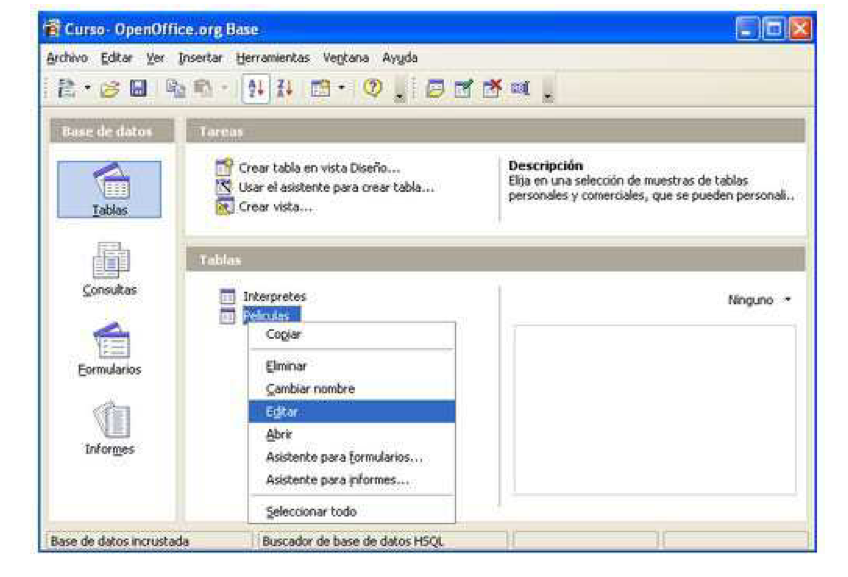 Curso- OpenOffice.org Base
Archivo Editar Ver Insertar Herramientas Ventana Ayuda
Base de datos
Tareas
Tablas
Consultas
Formularios
Informes
Crear tabla en vista Diseño...
Usar el asistente para crear tabla...
Crear vista...
Descripción
Elija en una selección de muestras de tablas
personales y comerciales, que se pueden personali..
Tablas
Interpretes
Peliculas
Ninguno
Copiar
Eliminar
Cambiar nombre
Editar
Abrir
Asistente para formularios...
Asistente para informes...
Seleccionar todo
Base de datos incrustada
Buscador de base de datos HSQL